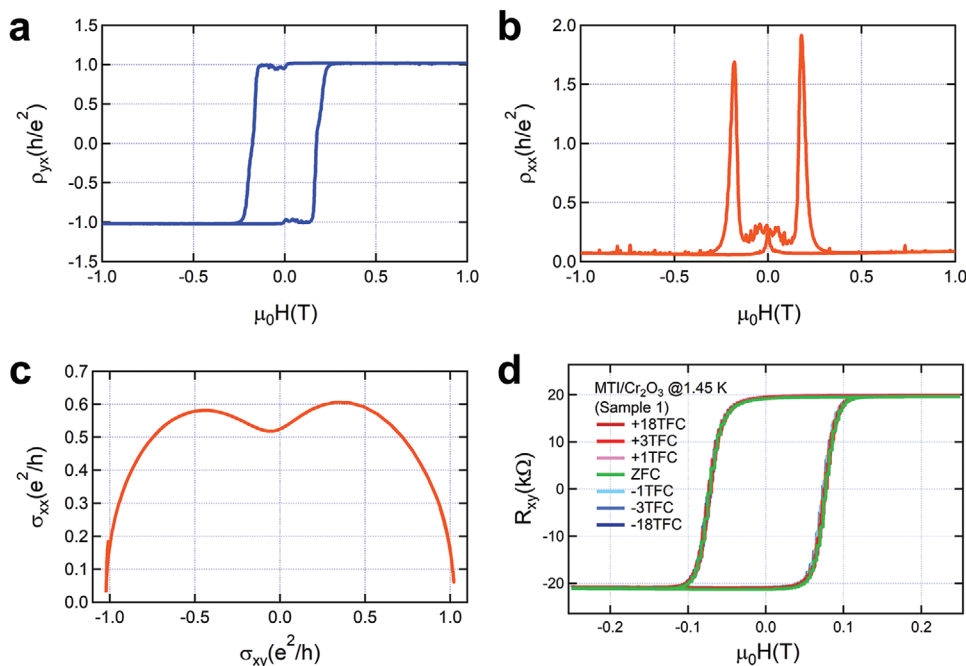 a
1.5
1.0
0.5
0.0
-0.5
-1.0
-1.5
ρyx(h/e²)
-1.0
-0.5
0.0
0.5
1.0
μ₀H(T)
b
2.0
1.5
1.0
0.5
0.0
ρxx(h/e²)
-1.0
-0.5
0.0
0.5
1.0
μ₀H(T)
c
0.7
0.6
0.5
0.4
0.3
0.2
0.1
0.0
σxx(e²/h)
-1.0
-0.5
0.0
0.5
1.0
σxy(e²/h)
d
20
10
0
-10
-20
Rxy(kΩ)
MTI/Cr₂O₃ @1.45 K
(Sample 1)
+18TFC
+3TFC
+1TFC
ZFC
-1TFC
-3TFC
-18TFC
20
10
0
-10
-20
-0.2
-0.1
0.0
0.1
0.2
μ₀H(T)